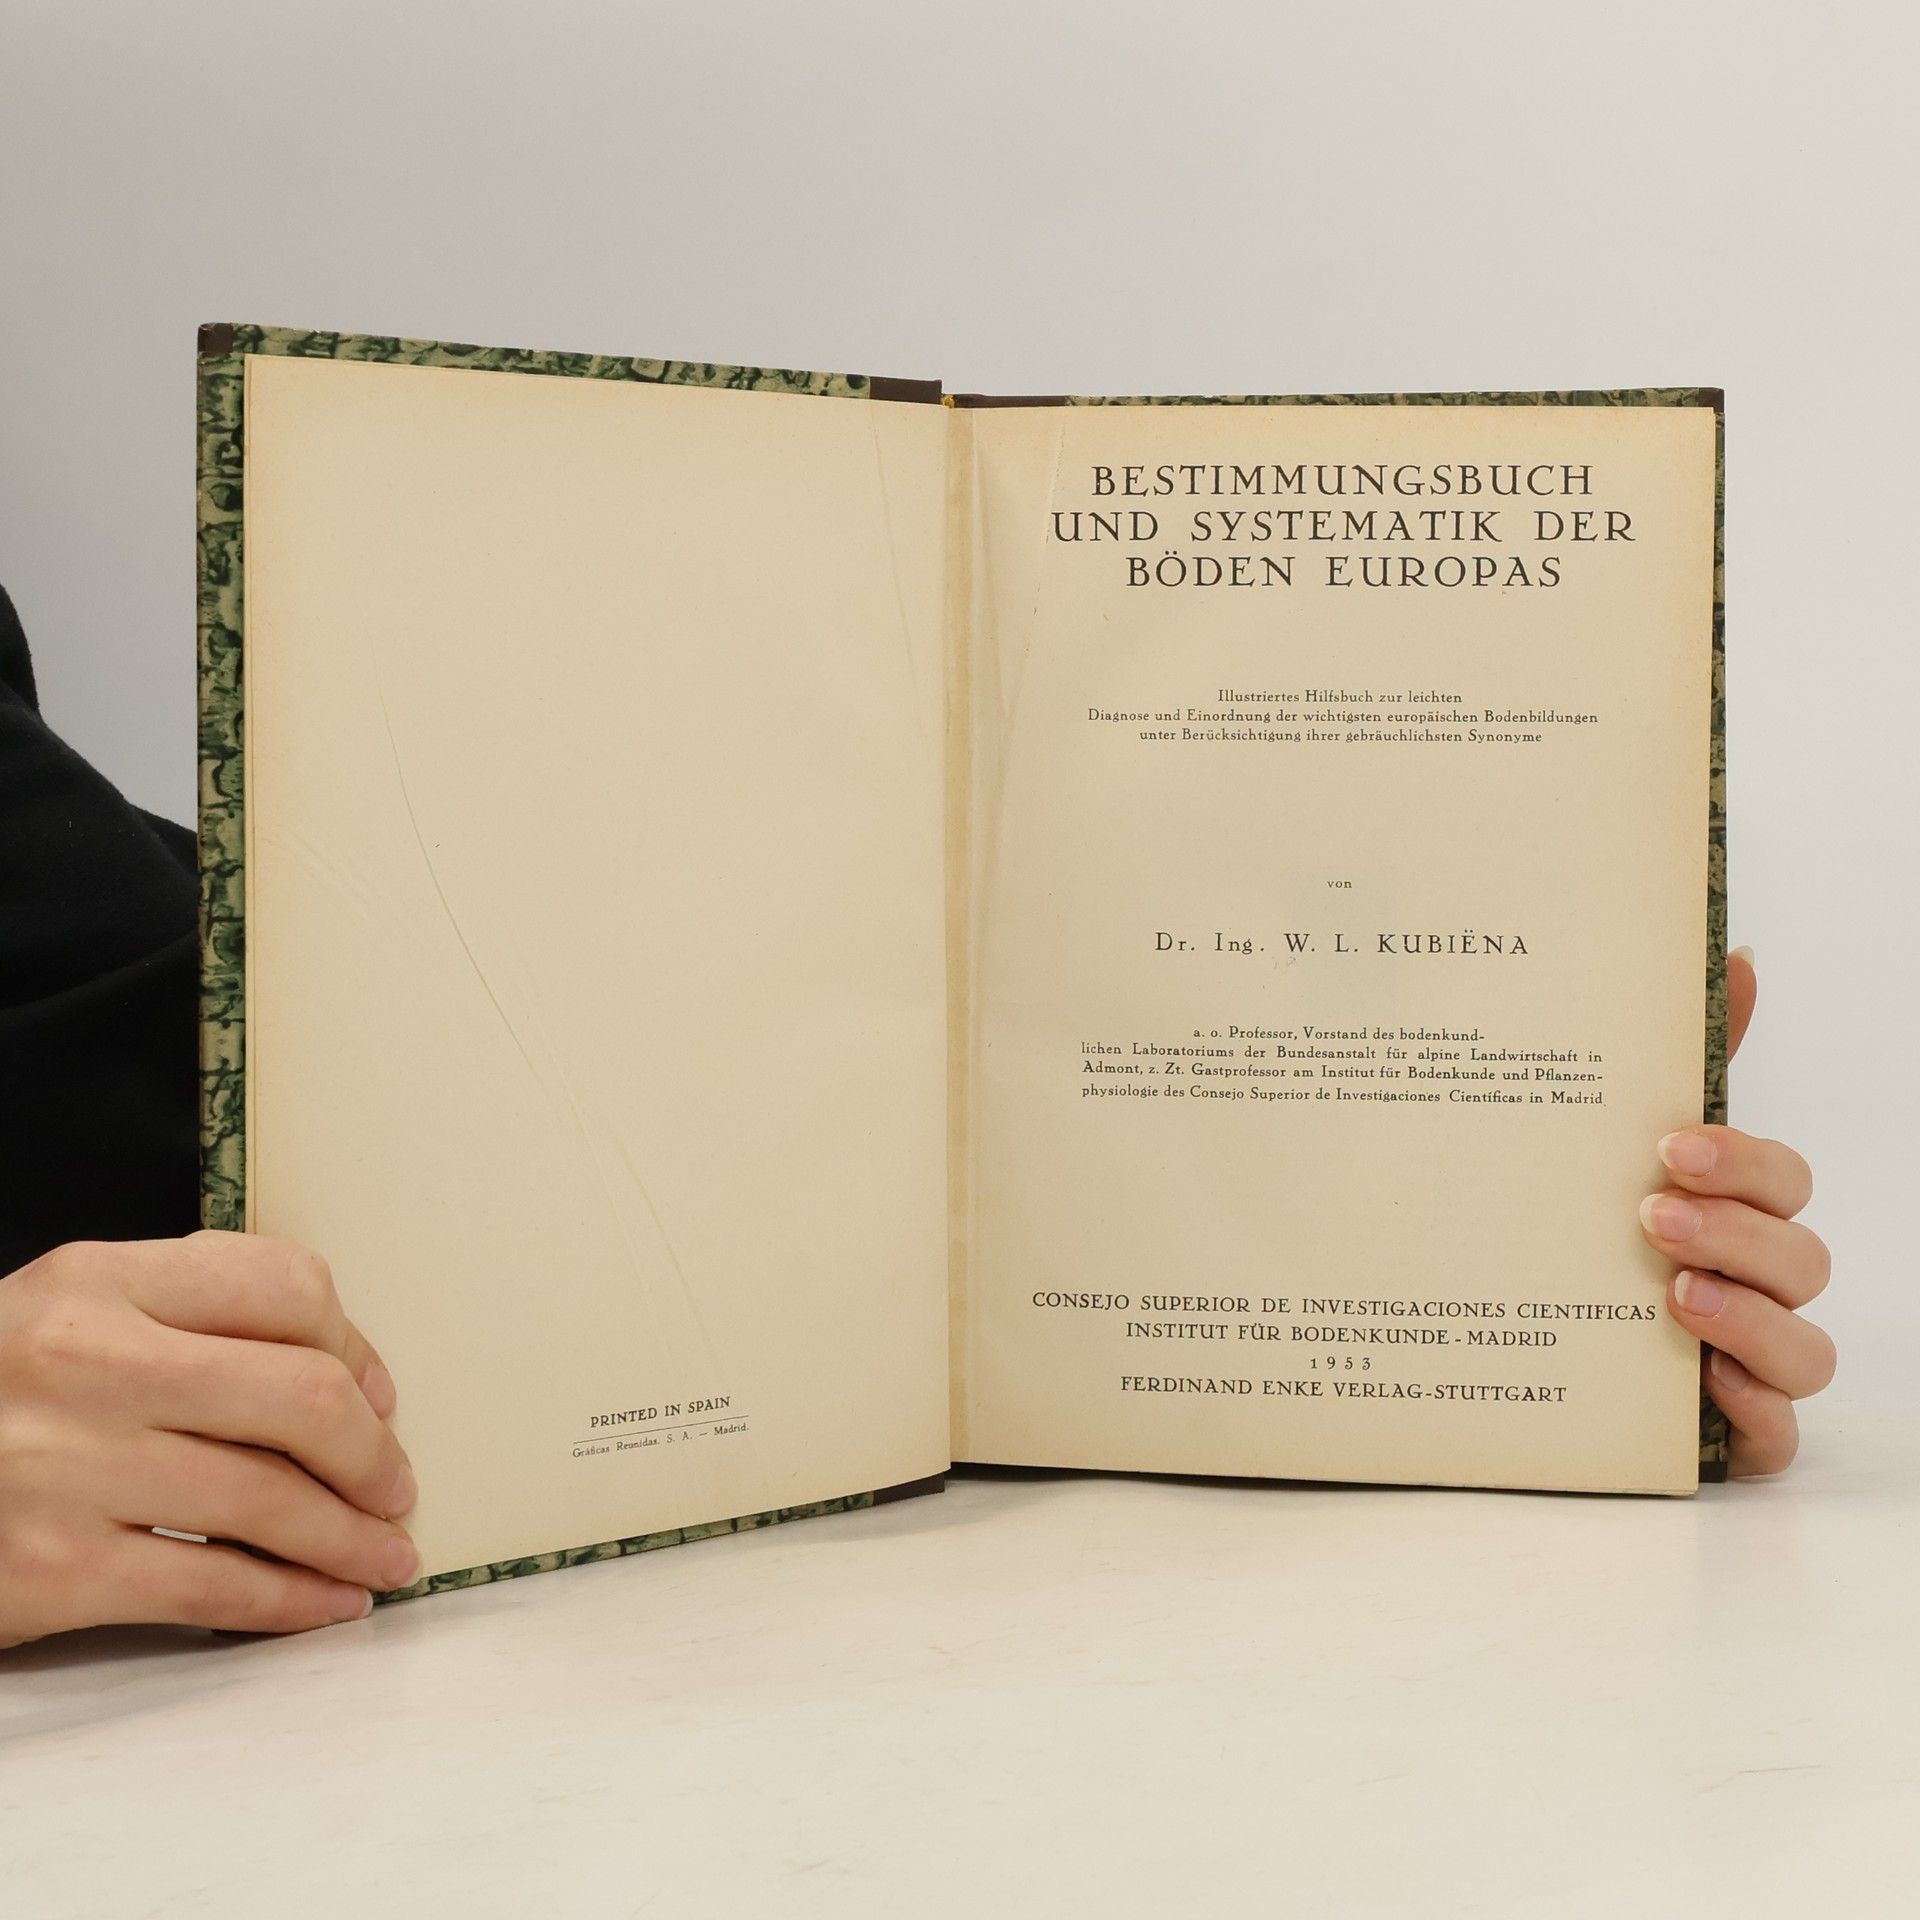 PRINTED IN SPAIN
Gráficas Reunidas. S. A. — Madrid.
BESTIMMUNGSBUCH
UND SYSTEMATIK DER
BÖDEN EUROPAS
Illustriertes Hilfsbuch zur leichten
Diagnose und Einordnung der wichtigsten europäischen Bodenbildungen
unter Berücksichtigung ihrer gebräuchlichsten Synonyme
von
Dr. Ing. W. L. KUBIËNA
a. o. Professor, Vorstand des bodenkund-
lichen Laboratoriums der Bundesanstalt für alpine Landwirtschaft in
Admont, z. Zt. Gastprofessor am Institut für Bodenkunde und Pflanzen-
physiologie des Consejo Superior de Investigaciones Científicas in Madrid.
CONSEJO SUPERIOR DE INVESTIGACIONES CIENTIFICAS
INSTITUT FÜR BODENKUNDE - MADRID
1953
FERDINAND ENKE VERLAG-STUTTGART